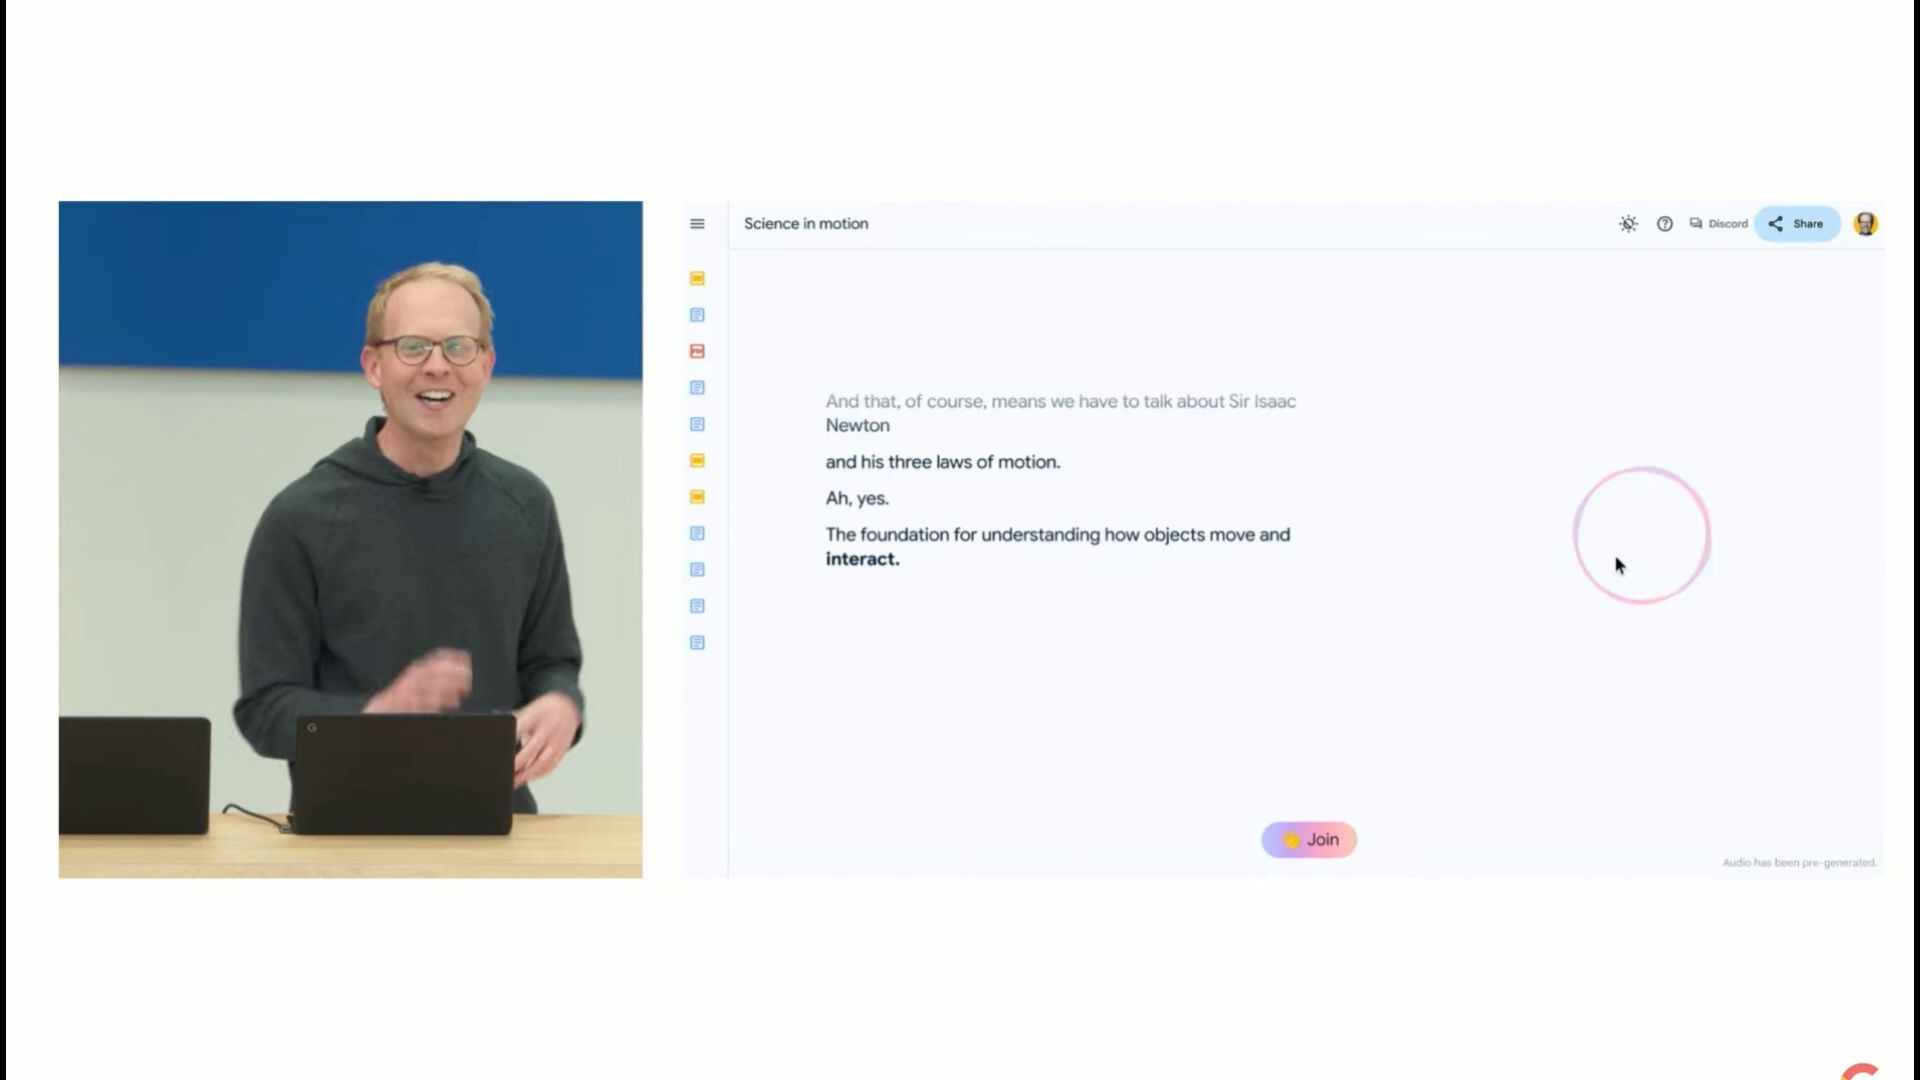 Science in motion
Discord
Share
And that, of course, means we have to talk about Sir Isaac
Newton
and his three laws of motion.
Ah, yes.
The foundation for understanding how objects move and
interact.
Join
Audio has been pre-generated.
G